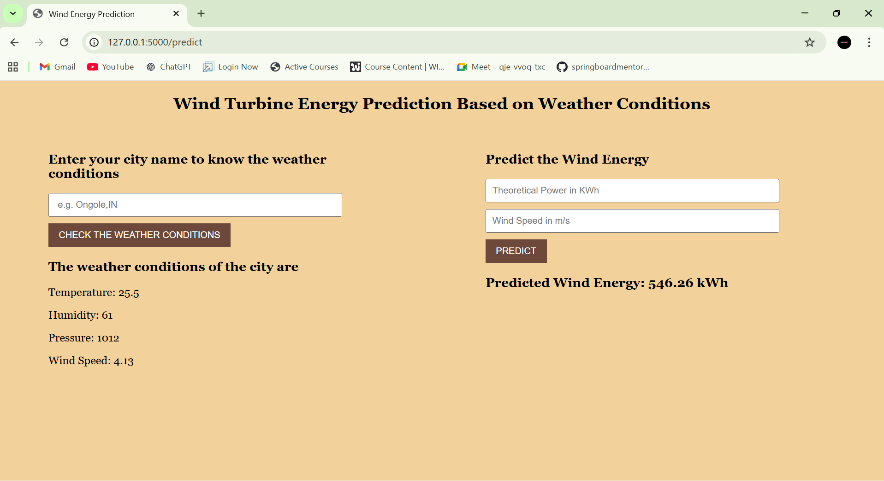 Wind Energy Prediction
127.0.0.1:5000/predict
Gmail YouTube ChatGPT Login Now Active Courses Course Content | WI... Meet – qje-vvoq-txc springboardmentor...
Wind Turbine Energy Prediction Based on Weather Conditions
Enter your city name to know the weather
conditions
e.g. Ongole,IN
CHECK THE WEATHER CONDITIONS
The weather conditions of the city are
Temperature: 25.5
Humidity: 61
Pressure: 1012
Wind Speed: 4.13
Predict the Wind Energy
Theoretical Power in KWh
Wind Speed in m/s
PREDICT
Predicted Wind Energy: 546.26 kWh